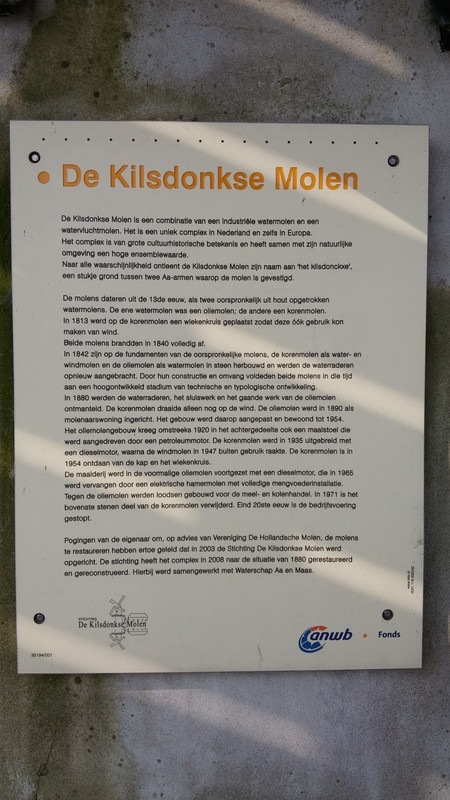 De Kilsdonkse Molen
De Kilsdonkse Molen is een combinatie van een industriële watermolen en een
watervluchtmolen. Het is een uniek complex in Nederland en zelfs in Europa.
Het complex is van grote cultuurhistorische betekenis en heeft samen met zijn natuurlijke
omgeving een hoge ensemblewaarde.
Naar alle waarschijnlijkheid ontleent de Kilsdonkse Molen zijn naam aan 'het kilsdonckxe',
een stukje grond tussen twee Aa-armen waarop de molen is gevestigd.
De molens dateren uit de 13de eeuw, als twee oorspronkelijk uit hout opgetrokken
watermolens. De ene watermolen was een oliemolen; de andere een korenmolen.
In 1813 werd op de korenmolen een wiekenkruis geplaatst zodat deze óók gebruik kon
maken van wind.
Beide molens brandden in 1840 volledig af.
In 1842 zijn op de fundamenten van de oorspronkelijke molens, de korenmolen als water- en
windmolen en de oliemolen als watermolen in steen herbouwd en werden de waterraderen
opnieuw aangebracht. Door hun constructie en omvang voldeden beide molens in die tijd
aan een hoogontwikkeld stadium van technische en typologische ontwikkeling.
In 1880 werden de waterraderen, het sluiswerk en het gaande werk van de oliemolen
ontmanteld. De korenmolen draaide alleen nog op de wind. De oliemolen werd in 1890 als
molenaarswoning ingericht. Het gebouw werd daarop aangepast en bewoond tot 1954.
Het oliemolengebouw kreeg omstreeks 1920 in het achtergedeelte ook een maalstoel die
werd aangedreven door een petroleummotor. De korenmolen werd in 1935 uitgebreid met
een dieselmotor, waarna de windmolen in 1947 buiten gebruik raakte. De korenmolen is in
1954 ontdaan van de kap en het wiekenkruis.
De maalderij werd in de voormalige oliemolen voortgezet met een dieselmotor, die in 1965
werd vervangen door een elektrische hamermolen met volledige mengvoederinstallatie.
Tegen de oliemolen werden loodsen gebouwd voor de meel- en kolenhandel. In 1971 is het
bovenste stenen deel van de korenmolen verwijderd. Eind 20ste eeuw is de bedrijfsvoering
gestopt.
Pogingen van de eigenaar om, op advies van Vereniging De Hollandsche Molen, de molens
te restaureren hebben ertoe geleid dat in 2003 de Stichting De Kilsdonkse Molen werd
opgericht. De stichting heeft het complex in 2008 naar de situatie van 1880 gerestaureerd
en gereconstrueerd. Hierbij werd samengewerkt met Waterschap Aa en Maas.
STICHTING
De Kilsdonkse Molen
anwb Fonds
55194/001